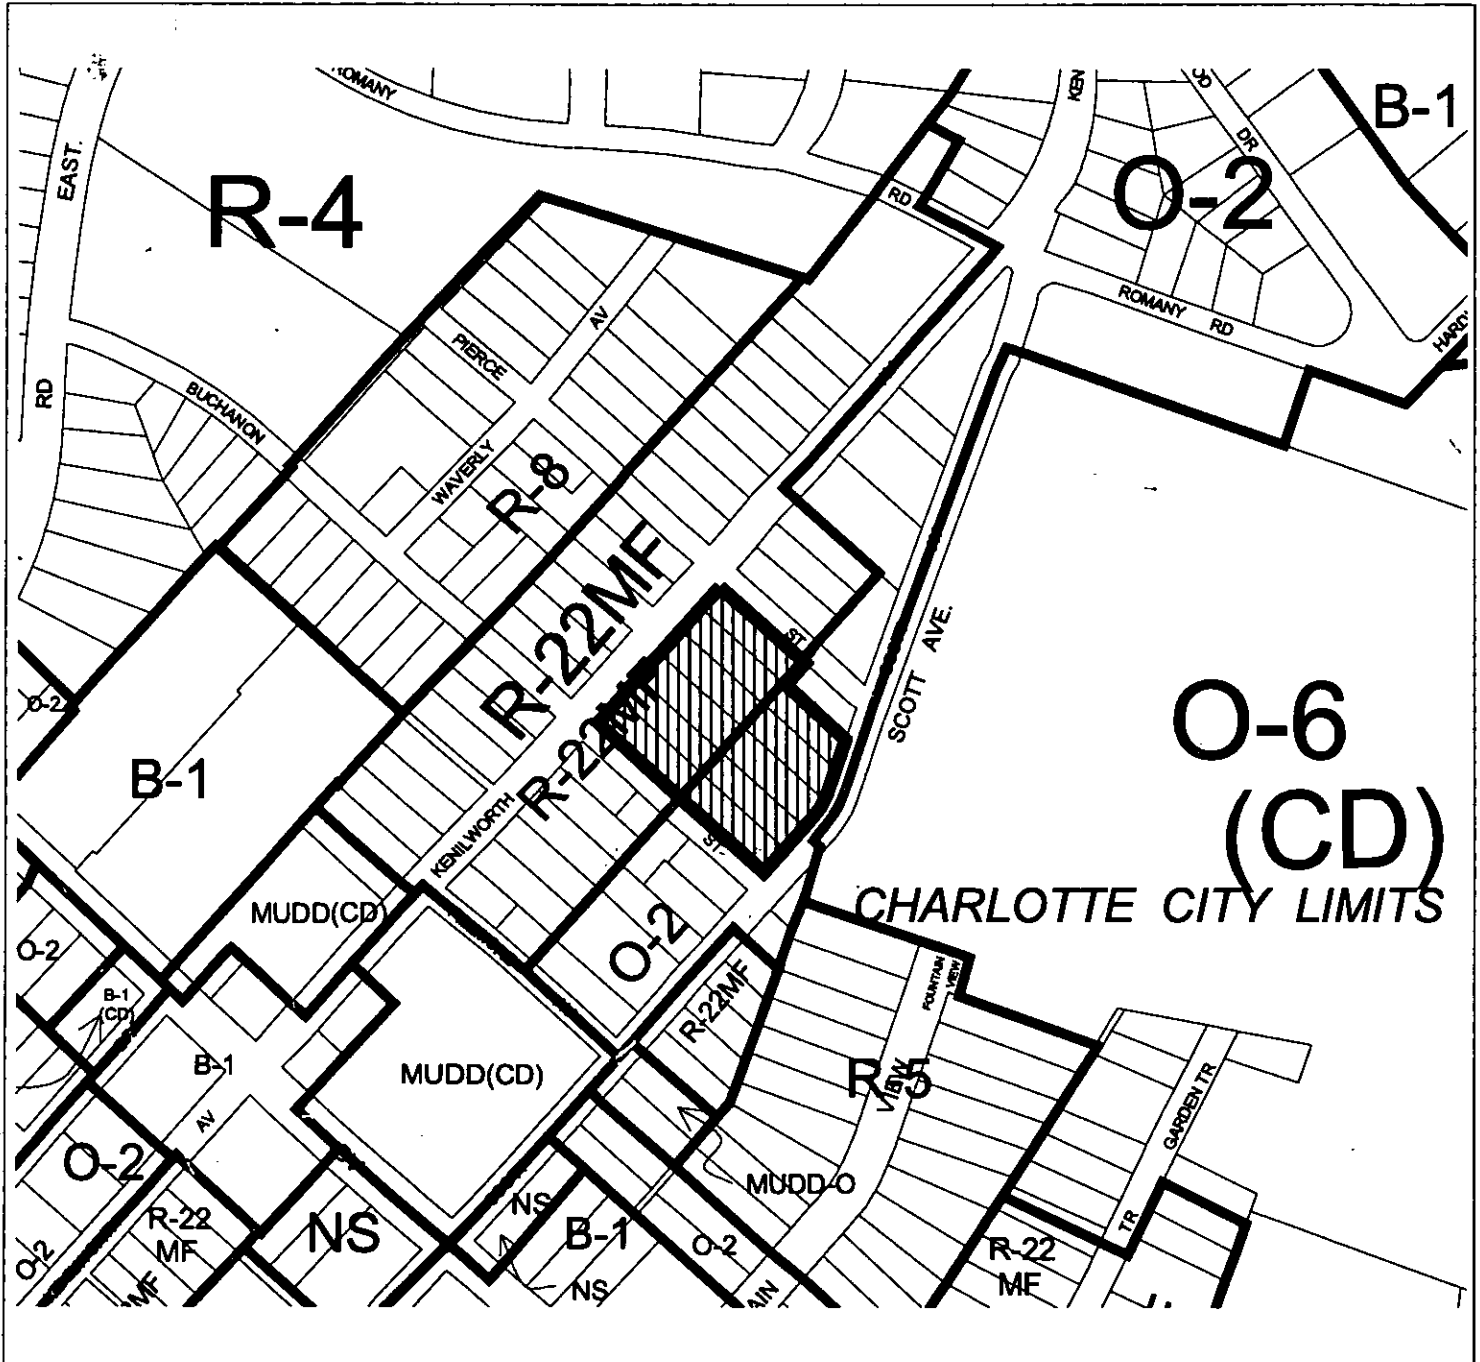 ROMANY
KEN
DR
B-1
EAST.
R-4
RD
O-2
ROMANY
RD
AV
PIERCE
RD
BUCHANON
WAVERLY
R-8
R-22MF
ST.
SCOTT AVE.
O-2
B-1
R-22MF
O-6
(CD)
KENILWORTH
ST.
MUDD(CD)
CHARLOTTE CITY LIMITS
O-2
O-2
FOUNTAIN
VIEW
R-22MF
B-1
(CD)
B-1
MUDD(CD)
R-5
VIEW
GARDEN TR
AV
O-2
MUDD-O
NS
R-22
MF
NS
B-1
O-2
TR
R-22
MF
O-2
NS